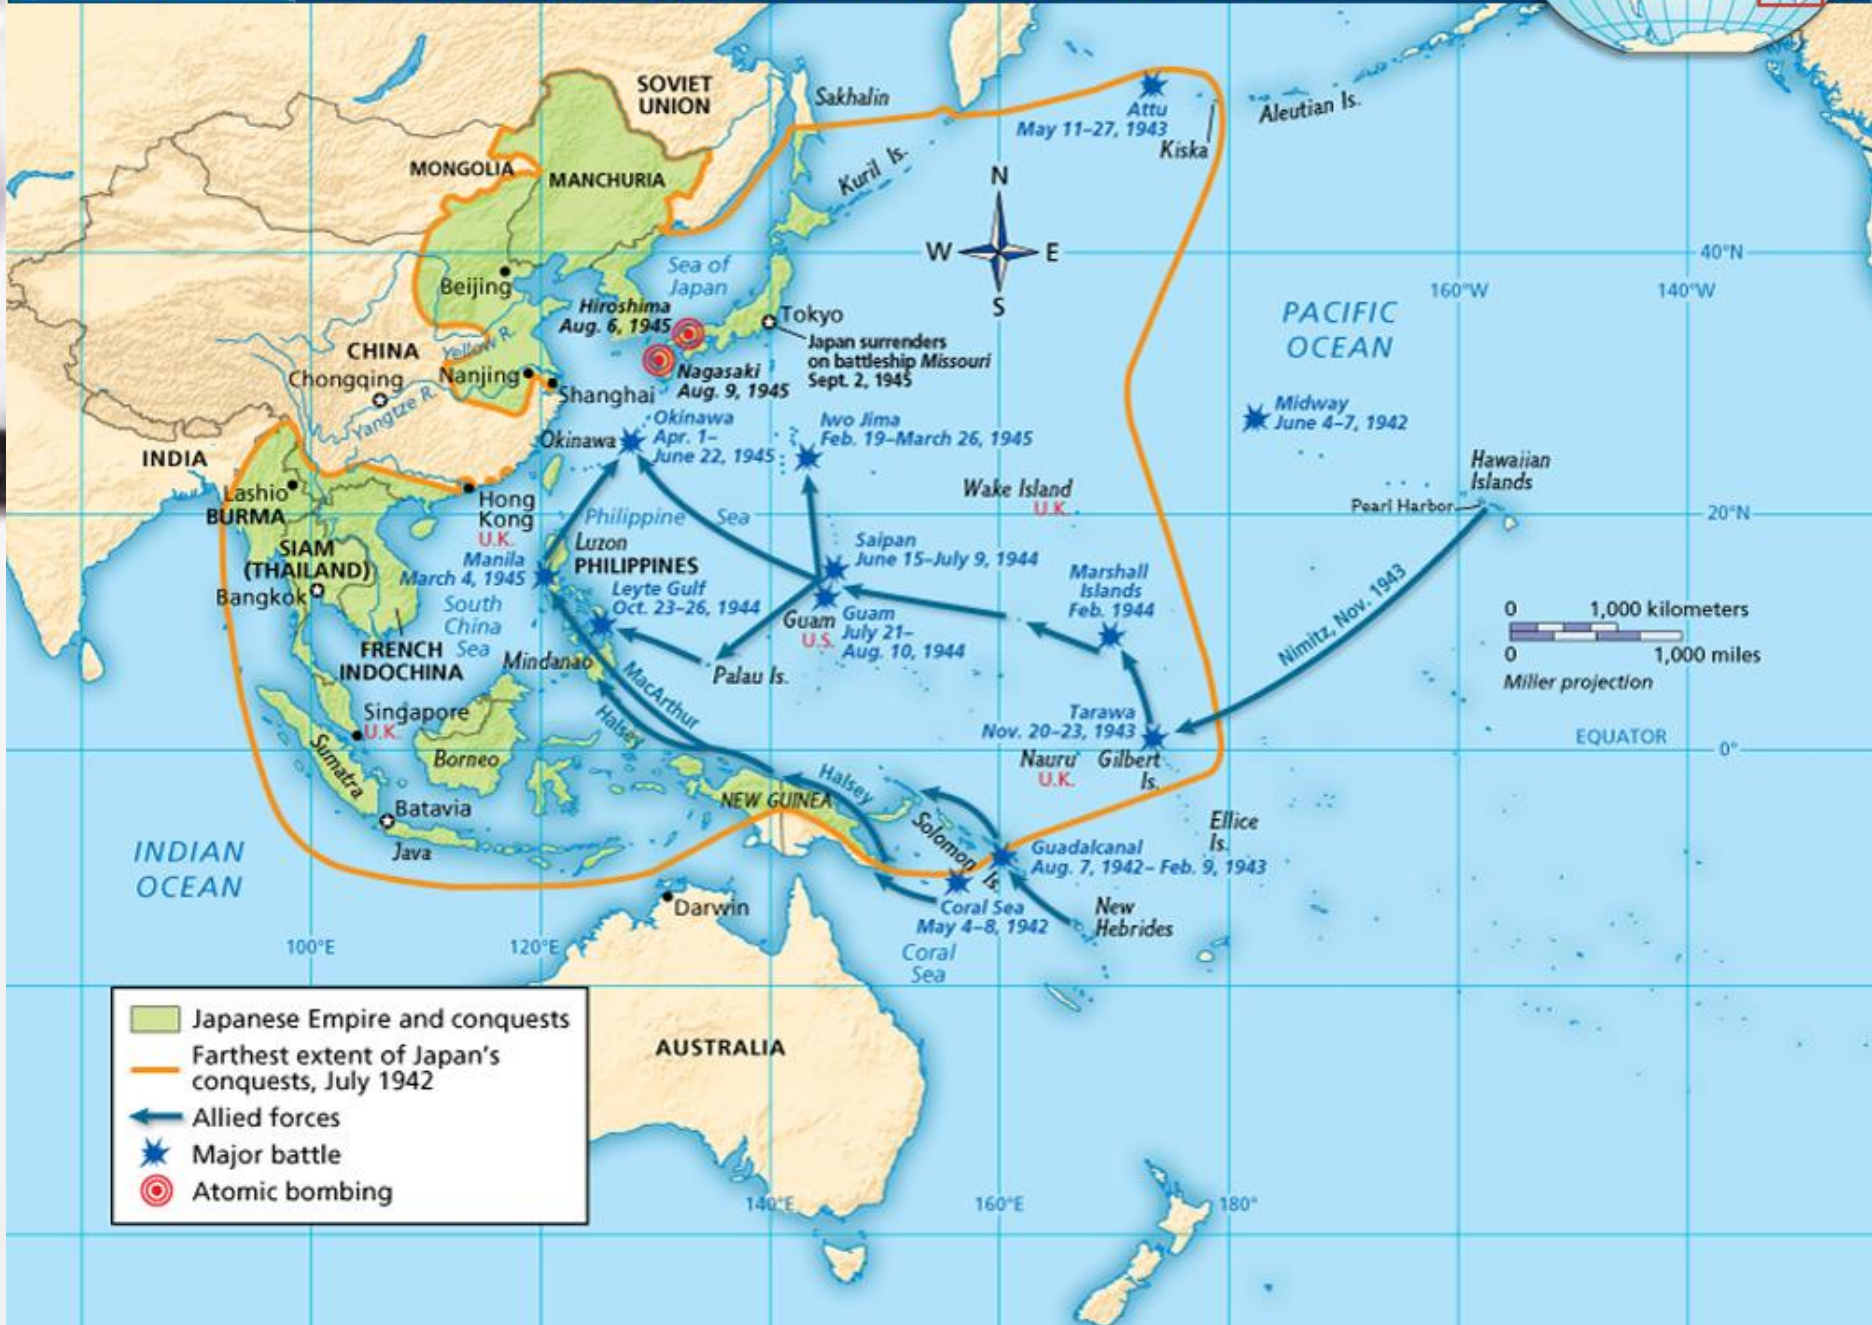 SOVIET
UNION
Sakhalin
Attu
May 11–27, 1943
Kiska
Aleutian Is.
MONGOLIA
MANCHURIA
Kuril Is.
N
W
E
S
40°N
Beijing
Sea of
Japan
160°W
140°W
Hiroshima
Aug. 6, 1945
Tokyo
Japan surrenders
on battleship Missouri
Sept. 2, 1945
PACIFIC
OCEAN
CHINA
Yellow R.
Chongqing
Nanjing
Nagasaki
Aug. 9, 1945
Shanghai
Yangtze R.
Okinawa
Okinawa
Apr. 1–
June 22, 1945
Iwo Jima
Feb. 19–March 26, 1945
Midway
June 4–7, 1942
INDIA
Hawaiian
Islands
Pearl Harbor
Lashio
BURMA
Hong
Kong
U.K.
Wake Island
U.K.
20°N
Philippine Sea
SIAM
(THAILAND)
Bangkok
Luzon
PHILIPPINES
Manila
March 4, 1945
Leyte Gulf
Oct. 23–26, 1944
Saipan
June 15–July 9, 1944
Marshall
Islands
Feb. 1944
South
China
Sea
Guam
U.S.
Guam
July 21–
Aug. 10, 1944
Nimitz, Nov. 1943
0 1,000 kilometers
0 1,000 miles
Miller projection
FRENCH
INDOCHINA
Mindanao
Palau Is.
MacArthur
Halsey
Singapore
U.K.
Tarawa
Nov. 20–23, 1943
Nauru
U.K.
Gilbert
Is.
EQUATOR
0°
Sumatra
Borneo
Halsey
NEW GUINEA
Batavia
Java
Solomon Is.
Ellice
Is.
Guadalcanal
Aug. 7, 1942– Feb. 9, 1943
INDIAN
OCEAN
Darwin
Coral Sea
May 4–8, 1942
New
Hebrides
Coral
Sea
100°E
120°E
Japanese Empire and conquests
Farthest extent of Japan's
conquests, July 1942
Allied forces
Major battle
Atomic bombing
AUSTRALIA
140°E
160°E
180°